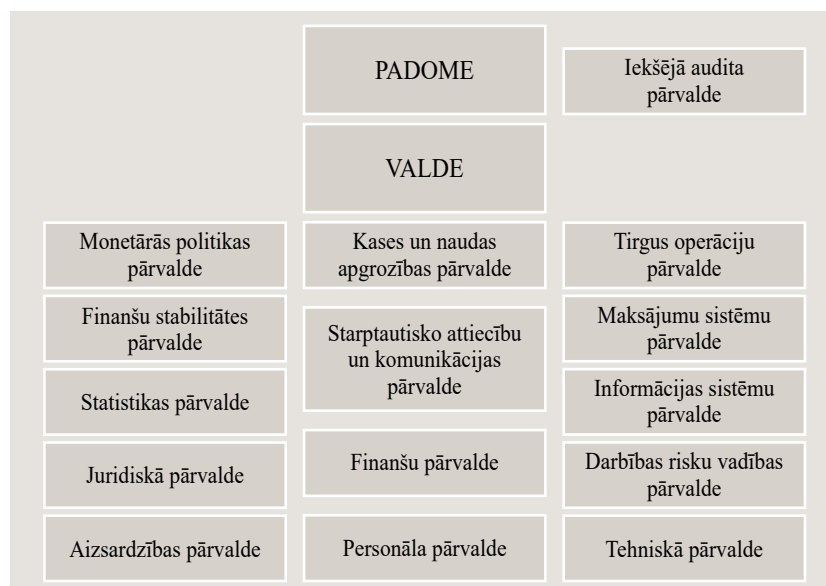 PADOME
Iekšējā audita
pārvalde
VALDE
Monetārās politikas
pārvalde
Kases un naudas
apgrozības pārvalde
Tirgus operāciju
pārvalde
Finanšu stabilitātes
pārvalde
Starptautisko attiecību
un komunikācijas
pārvalde
Maksājumu sistēmu
pārvalde
Statistikas pārvalde
Informācijas sistēmu
pārvalde
Juridiskā pārvalde
Finanšu pārvalde
Darbības risku vadības
pārvalde
Aizsardzības pārvalde
Personāla pārvalde
Tehniskā pārvalde